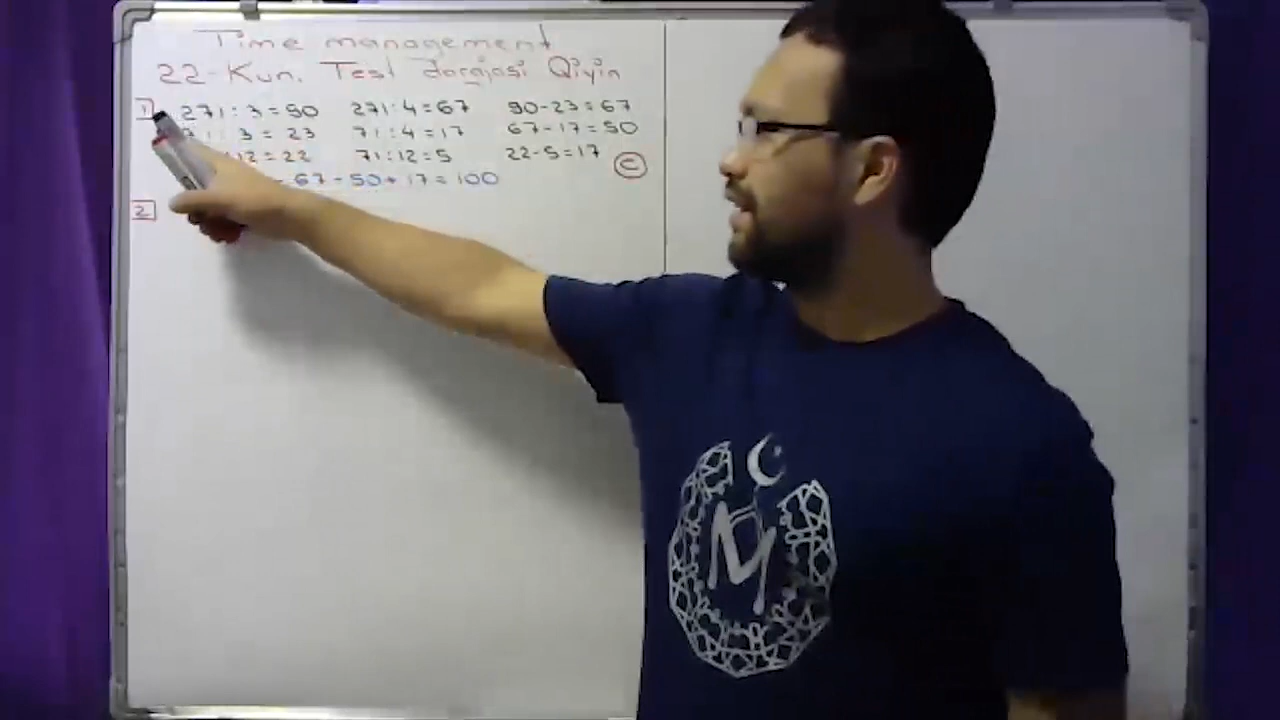 Time management
22-Kun. Test darajasi Qiyin
1 271:3=90 271:4=67 90-23=67
71:3=23 71:4=17 67-17=50
12=22 71:12=5 22-5=17 C
-67-50+17=100
2
M